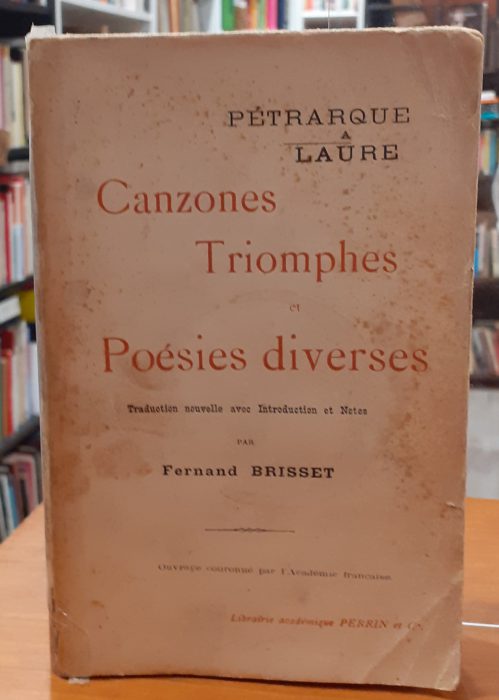 PÉTRARQUE
A
LAURE
Canzones
Triomphes
et
Poésies diverses
Traduction nouvelle avec Introduction et Notes
PAR
Fernand BRISSET
Ouvrage couronné par l'Académie française.
Librairie académique PERRIN et Cie.